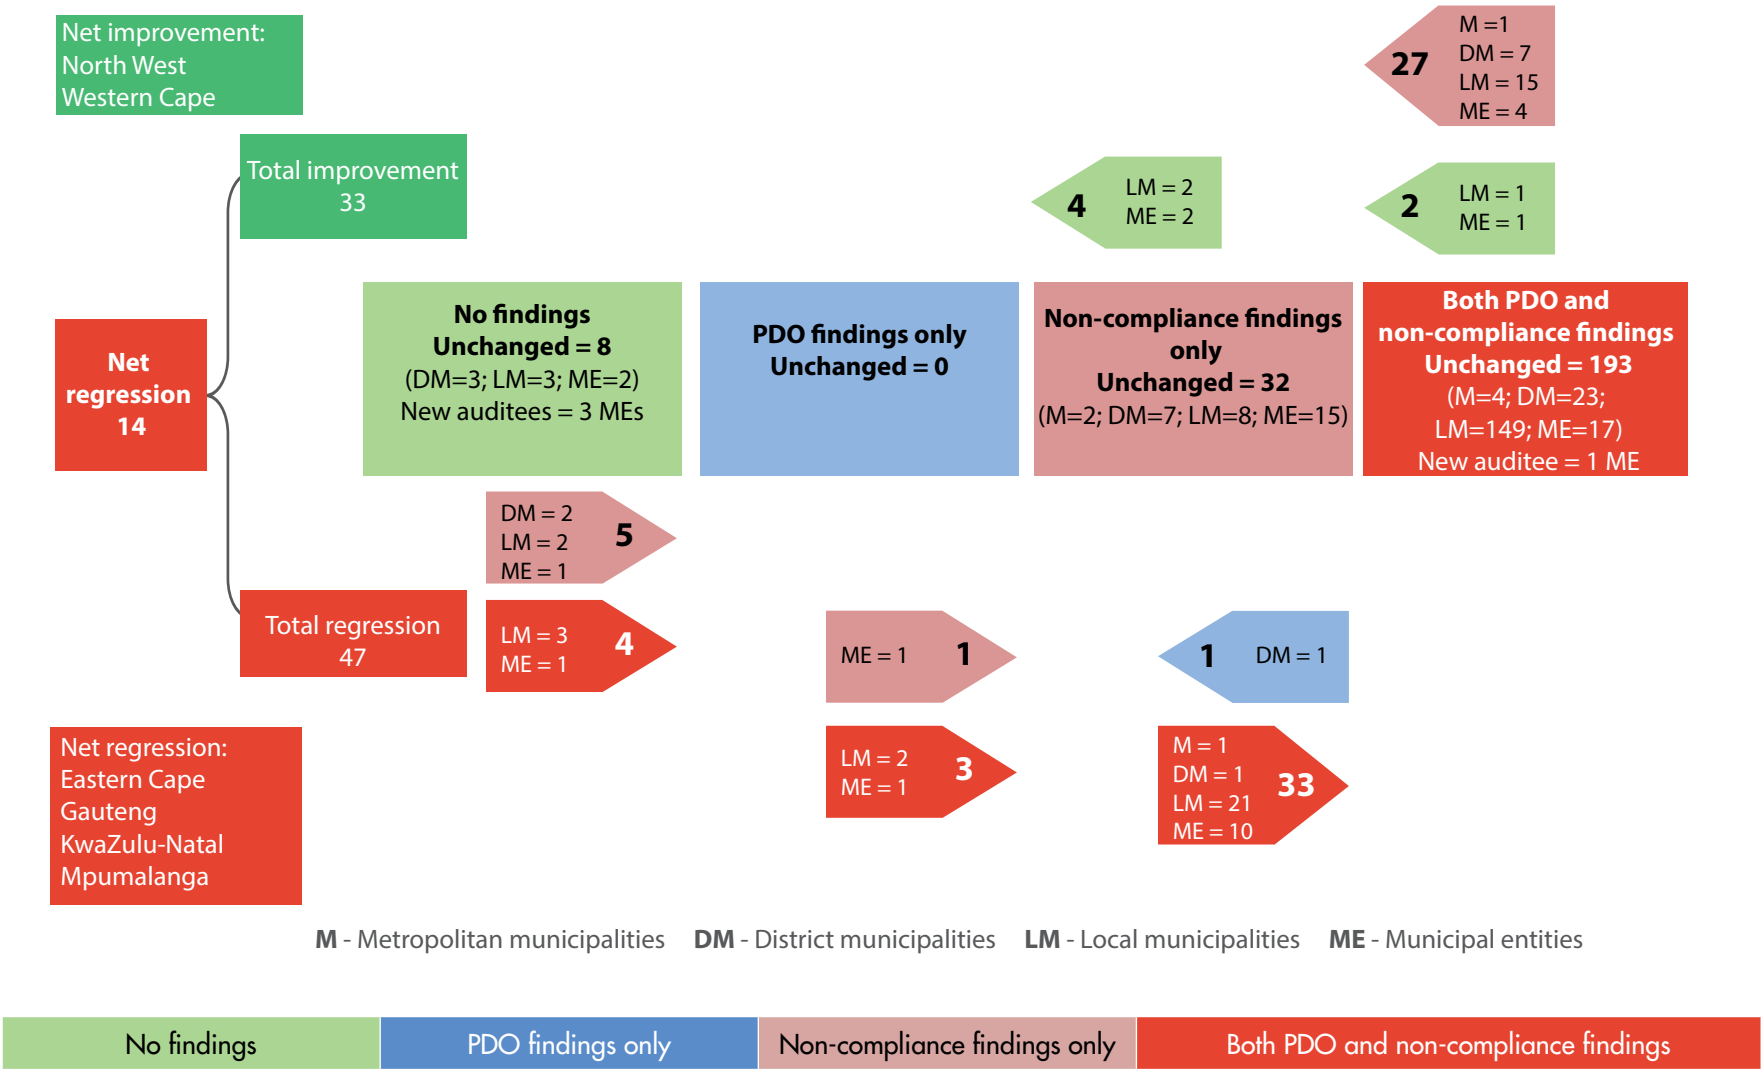 Net improvement:
North West
Western Cape
27
M =1
DM = 7
LM = 15
ME = 4
Total improvement
33
4
LM = 2
ME = 2
2
LM = 1
ME = 1
Net
regression
14
No findings
Unchanged = 8
(DM=3; LM=3; ME=2)
New auditees = 3 MEs
PDO findings only
Unchanged = 0
Non-compliance findings
only
Unchanged = 32
(M=2; DM=7; LM=8; ME=15)
Both PDO and
non-compliance findings
Unchanged = 193
(M=4; DM=23;
LM=149; ME=17)
New auditee = 1 ME
DM = 2
LM = 2
ME = 1
5
Total regression
47
LM = 3
ME = 1
4
ME = 1
1
1
DM = 1
LM = 2
ME = 1
3
M = 1
DM = 1
LM = 21
ME = 10
33
Net regression:
Eastern Cape
Gauteng
KwaZulu-Natal
Mpumalanga
M - Metropolitan municipalities DM - District municipalities LM - Local municipalities ME - Municipal entities
No findings
PDO findings only
Non-compliance findings only
Both PDO and non-compliance findings